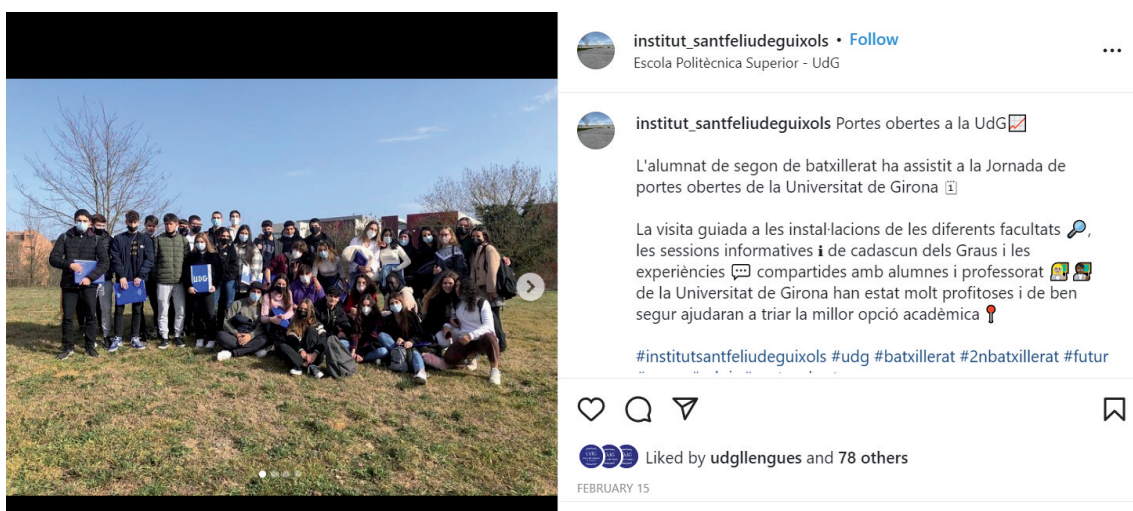 institut_santfeliudeguixols • Follow
Escola Politècnica Superior - UdG
institut_santfeliudeguixols Portes obertes a la UdG
L'alumnat de segon de batxillerat ha assistit a la Jornada de
portes obertes de la Universitat de Girona
La visita guiada a les instal·lacions de les diferents facultats 🔎,
les sessions informatives ℹ de cadascun dels Graus i les
experiències 💬 compartides amb alumnes i professorat
de la Universitat de Girona han estat molt profitoses i de ben
segur ajudaran a triar la millor opció acadèmica
#institutsantfeliudeguixols #udg #batxillerat #2nbatxillerat #futur
UDG
Liked by udgllengues and 78 others
FEBRUARY 15